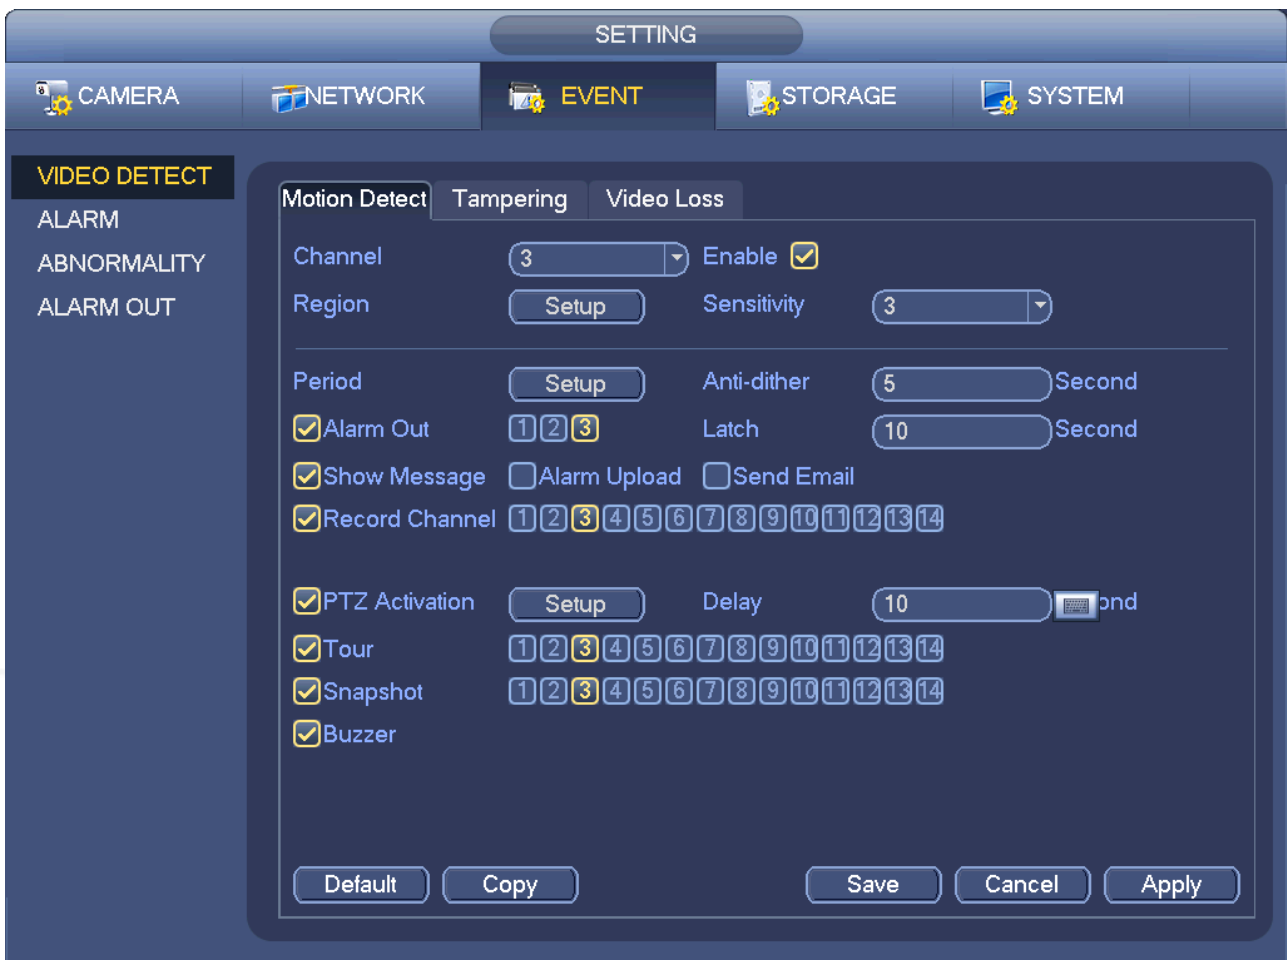 SETTING
CAMERA NETWORK EVENT STORAGE SYSTEM
VIDEO DETECT
ALARM
ABNORMALITY
ALARM OUT
Motion Detect Tampering Video Loss
Channel 3 Enable
Region Setup Sensitivity 3
Period Setup Anti-dither 5 Second
Alarm Out 1 2 3 Latch 10 Second
Show Message Alarm Upload Send Email
Record Channel 1 2 3 4 5 6 7 8 9 10 11 12 13 14
PTZ Activation Setup Delay 10 ond
Tour 1 2 3 4 5 6 7 8 9 10 11 12 13 14
Snapshot 1 2 3 4 5 6 7 8 9 10 11 12 13 14
Buzzer
Default Copy Save Cancel Apply